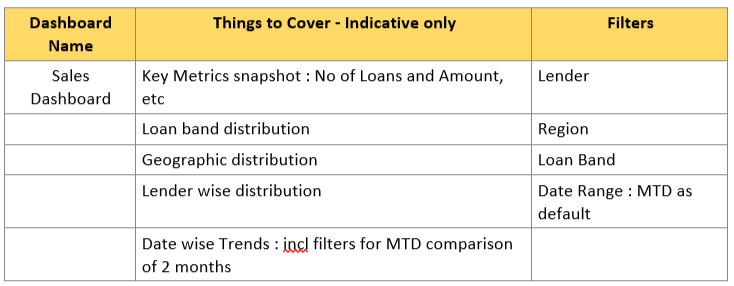 Dashboard Name
Things to Cover - Indicative only
Filters
Sales
Dashboard
Key Metrics snapshot : No of Loans and Amount,
etc
Lender
Loan band distribution
Region
Geographic distribution
Loan Band
Lender wise distribution
Date Range : MTD as
default
Date wise Trends : incl filters for MTD comparison
of 2 months